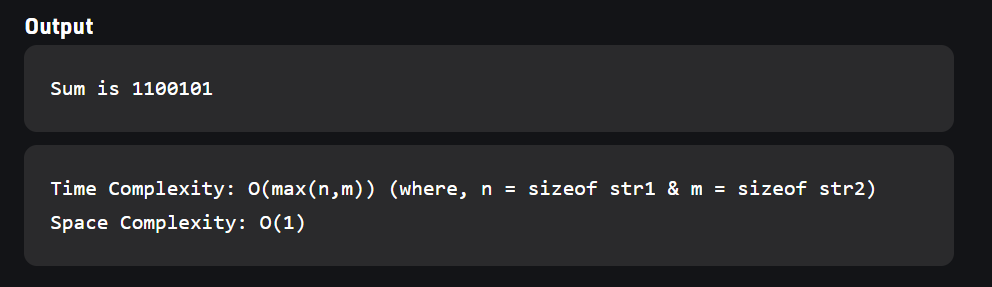 Output
Sum is 1100101
Time Complexity: O(max(n,m)) (where, n = sizeof str1 & m = sizeof str2)
Space Complexity: O(1)